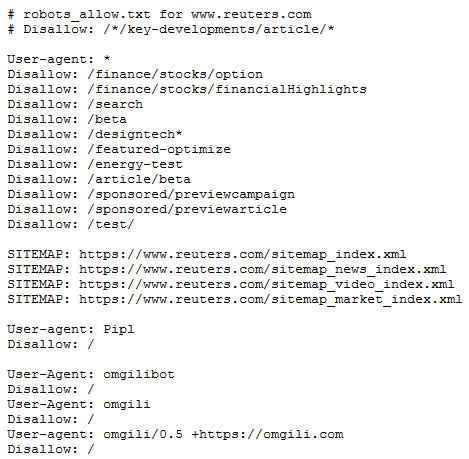 # robots_allow.txt for www.reuters.com
# Disallow: /*/key-developments/article/*
User-agent: *
Disallow: /finance/stocks/option
Disallow: /finance/stocks/financialHighlights
Disallow: /search
Disallow: /beta
Disallow: /designtech*
Disallow: /featured-optimize
Disallow: /energy-test
Disallow: /article/beta
Disallow: /sponsored/previewcampaign
Disallow: /sponsored/previewarticle
Disallow: /test/
SITEMAP: https://www.reuters.com/sitemap_index.xml
SITEMAP: https://www.reuters.com/sitemap_news_index.xml
SITEMAP: https://www.reuters.com/sitemap_video_index.xml
SITEMAP: https://www.reuters.com/sitemap_market_index.xml
User-agent: Pipl
Disallow: /
User-Agent: omgilibot
Disallow: /
User-Agent: omgili
Disallow: /
User-agent: omgili/0.5 +https://omgili.com
Disallow: /